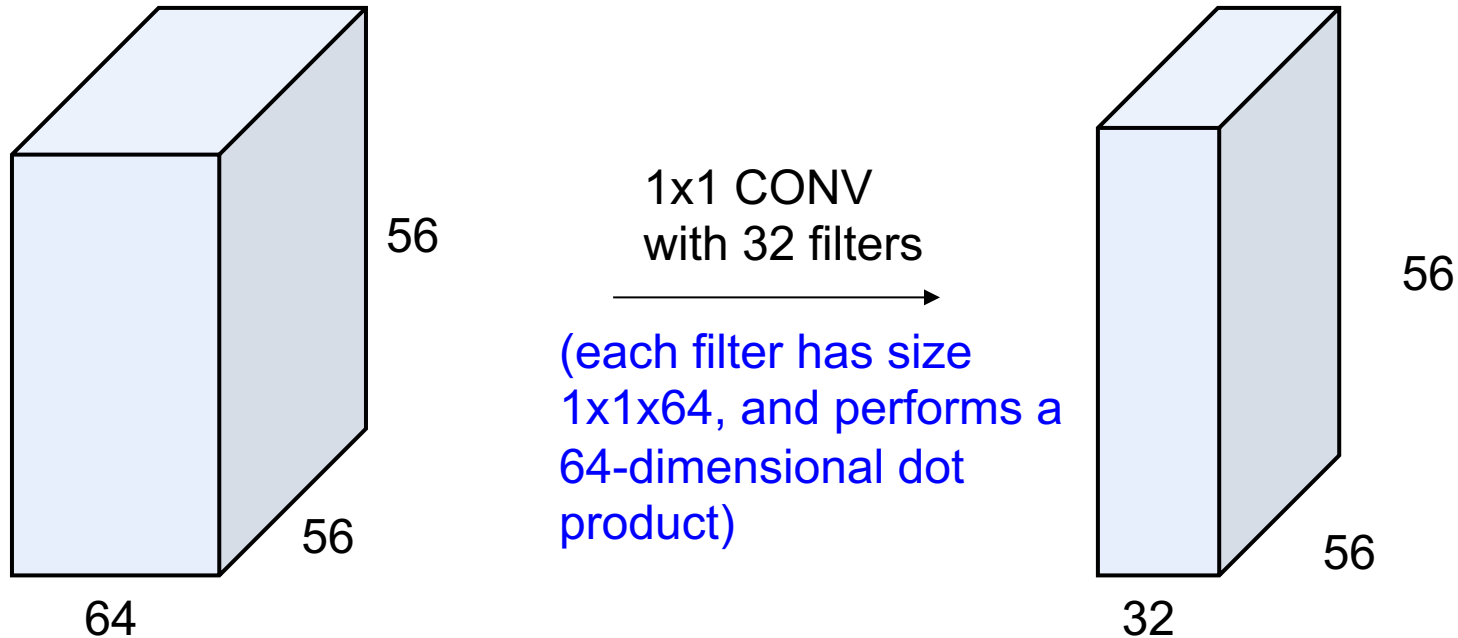 56
56
64
1x1 CONV
with 32 filters
(each filter has size
1x1x64, and performs a
64-dimensional dot
product)
56
56
32